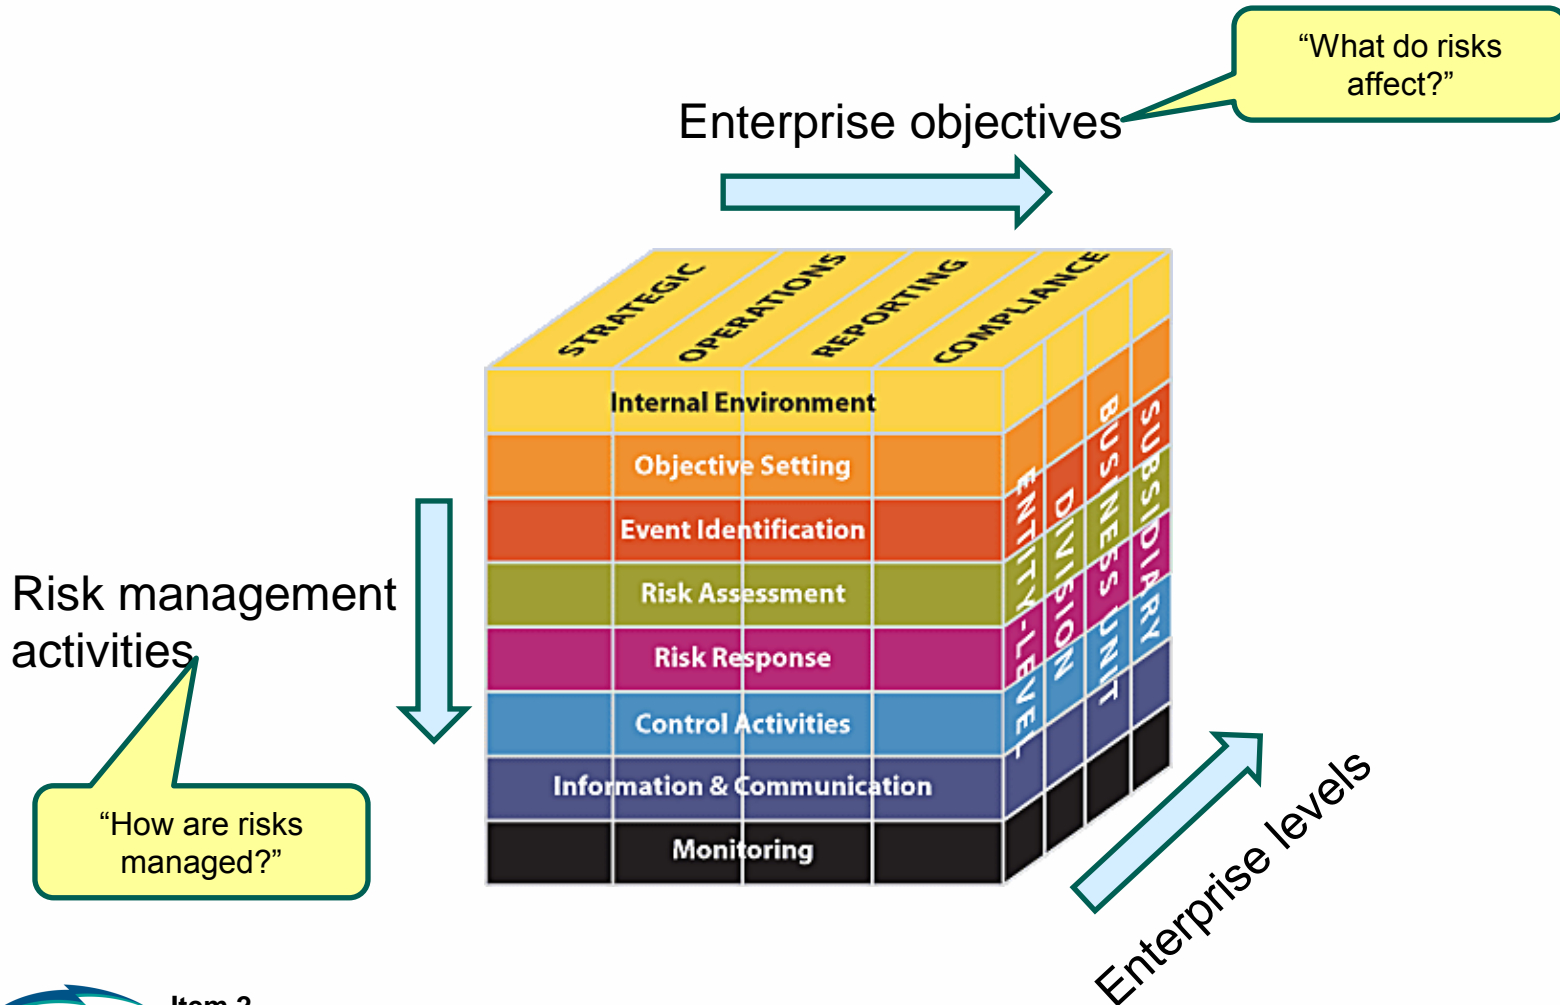 “What do risks
affect?”
Enterprise objectives
STRATEGIC
OPERATIONS
REPORTING
COMPLIANCE
Internal Environment
Objective Setting
Event Identification
Risk Assessment
Risk Response
Control Activities
Information & Communication
Monitoring
ENTITY-LEVEL
DIVISION
BUSINESS UNIT
SUBSIDIARY
Risk management
activities
“How are risks
managed?”
Enterprise levels
Item 2